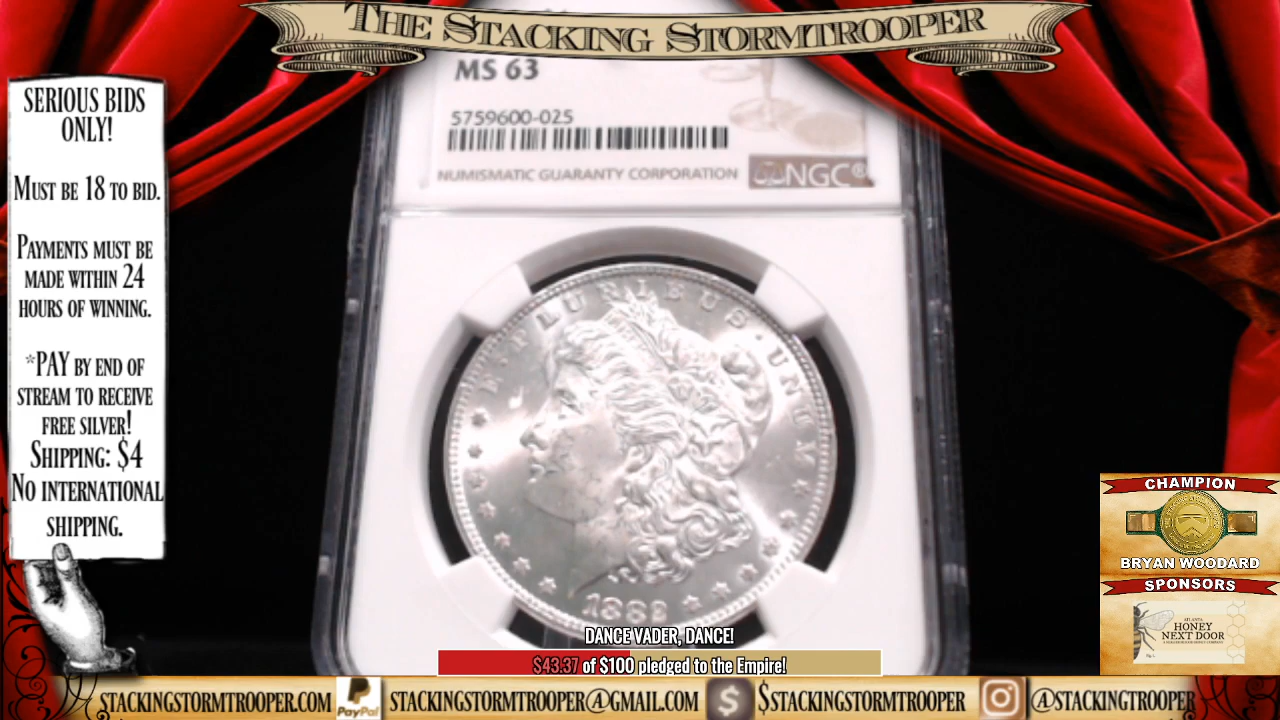 THE STACKING STORMTROOPER
SERIOUS BIDS
ONLY!
MUST BE 18 TO BID.
PAYMENTS MUST BE
MADE WITHIN 24
HOURS OF WINNING.
*PAY BY END OF
STREAM TO RECEIVE
FREE SILVER!
SHIPPING: $4
NO INTERNATIONAL
SHIPPING.
MS 63
5759600-025
NUMISMATIC GUARANTY CORPORATION
NGC®
E · PLURIBUS · UNUM
DANCE VADER, DANCE!
$43.37 of $100 pledged to the Empire!
CHAMPION
BRYAN WOODARD
SPONSORS
ATLANTA
HONEY
NEXT DOOR
STACKINGSTORMTROOPER.COM
PayPal
STACKINGSTORMTROOPER@GMAIL.COM
$
$STACKINGSTORMTROOPER
@STACKINGTROOPER